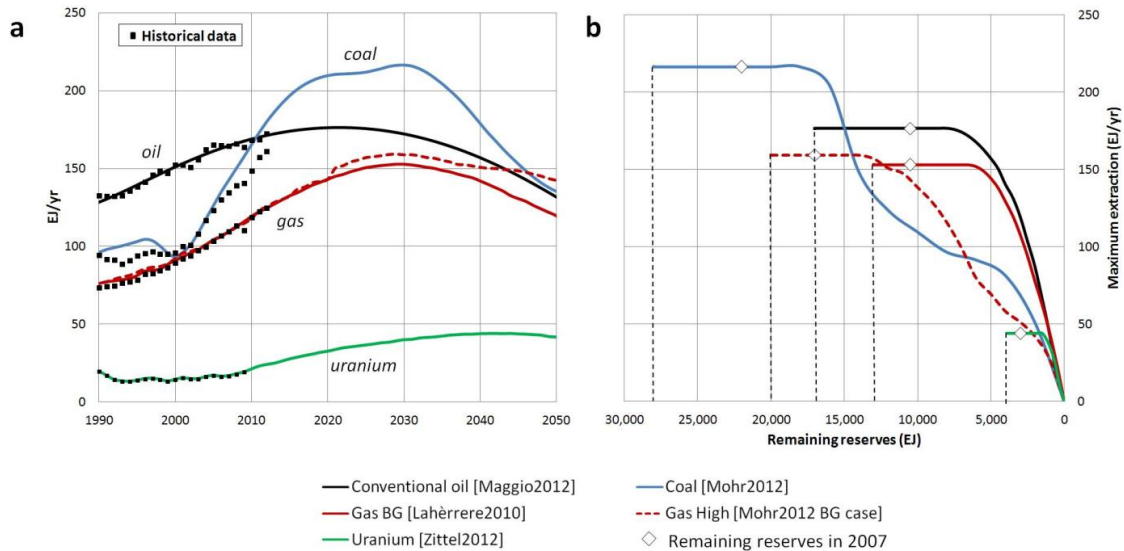 a
250
200
150
100
50
0
EJ/yr
■ Historical data
coal
oil
gas
uranium
1990 2000 2010 2020 2030 2040 2050
b
250
200
150
100
50
0
Maximum extraction (EJ/yr)
30,000 25,000 20,000 15,000 10,000 5,000 0
Remaining reserves (EJ)
Conventional oil [Maggio2012]
Coal [Mohr2012]
Gas BG [Lahèrrere2010]
Gas High [Mohr2012 BG case]
Uranium [Zittel2012]
Remaining reserves in 2007